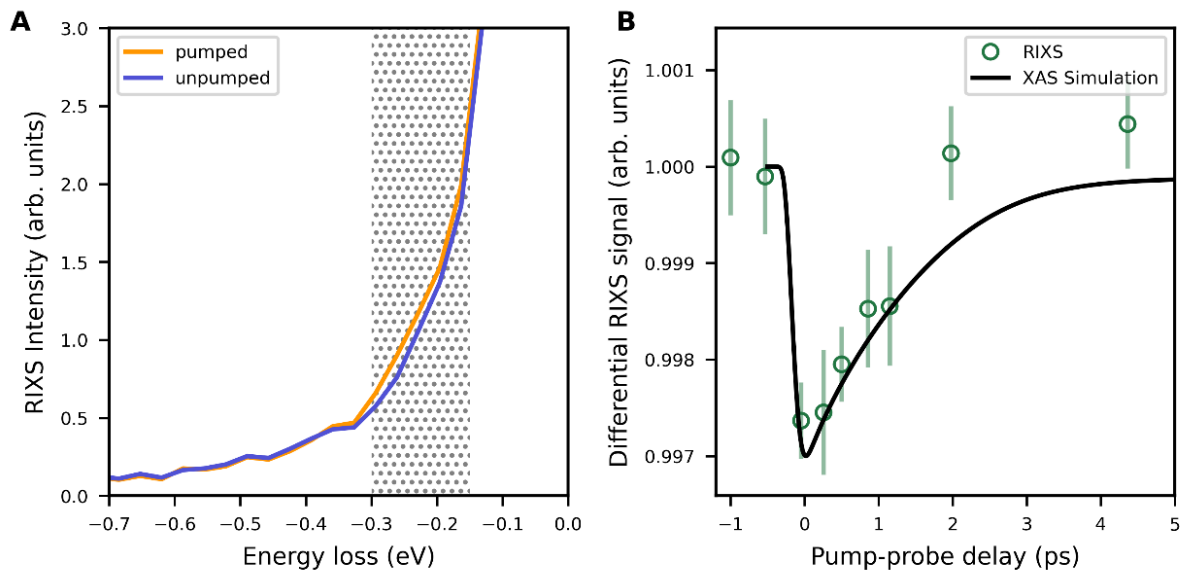 A
RIXS Intensity (arb. units)
3.0
2.5
2.0
1.5
1.0
0.5
0.0
pumped
unpumped
−0.7 −0.6 −0.5 −0.4 −0.3 −0.2 −0.1 0.0
Energy loss (eV)
B
Differential RIXS signal (arb. units)
1.001
1.000
0.999
0.998
0.997
RIXS
XAS Simulation
−1 0 1 2 3 4 5
Pump-probe delay (ps)